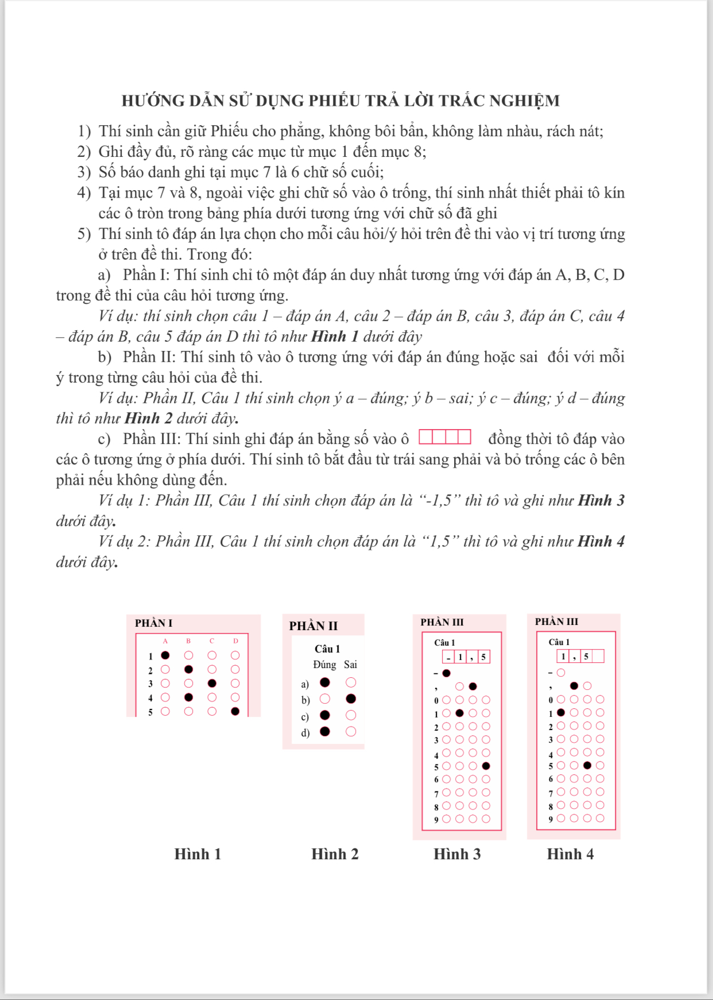 HƯỚNG DẪN SỬ DỤNG PHIẾU TRẢ LỜI TRẮC NGHIỆM
1) Thí sinh cần giữ Phiếu cho phẳng, không bôi bẩn, không làm nhàu, rách nát;
2) Ghi đầy đủ, rõ ràng các mục từ mục 1 đến mục 8;
3) Số báo danh ghi tại mục 7 là 6 chữ số cuối;
4) Tại mục 7 và 8, ngoài việc ghi chữ số vào ô trống, thí sinh nhất thiết phải tô kín
các ô tròn trong bảng phía dưới tương ứng với chữ số đã ghi
5) Thí sinh tô đáp án lựa chọn cho mỗi câu hỏi/ý hỏi trên đề thi vào vị trí tương ứng
ở trên đề thi. Trong đó:
a) Phần I: Thí sinh chỉ tô một đáp án duy nhất tương ứng với đáp án A, B, C, D
trong đề thi của câu hỏi tương ứng.
Ví dụ: thí sinh chọn câu 1 – đáp án A, câu 2 – đáp án B, câu 3, đáp án C, câu 4
– đáp án B, câu 5 đáp án D thì tô như Hình 1 dưới đây
b) Phần II: Thí sinh tô vào ô tương ứng với đáp án đúng hoặc sai đối với mỗi
ý trong từng câu hỏi của đề thi.
Ví dụ: Phần II, Câu 1 thí sinh chọn ý a – đúng; ý b – sai; ý c – đúng; ý d – đúng
thì tô như Hình 2 dưới đây.
c) Phần III: Thí sinh ghi đáp án bằng số vào ô đồng thời tô đáp vào
các ô tương ứng ở phía dưới. Thí sinh tô bắt đầu từ trái sang phải và bỏ trống các ô bên
phải nếu không dùng đến.
Ví dụ 1: Phần III, Câu 1 thí sinh chọn đáp án là “-1,5” thì tô và ghi như Hình 3
dưới đây.
Ví dụ 2: Phần III, Câu 1 thí sinh chọn đáp án là “1,5” thì tô và ghi như Hình 4
dưới đây.
PHẦN I
A B C D
1
2
3
4
5
PHẦN II
Câu 1
Đúng Sai
a)
b)
c)
d)
PHẦN III
Câu 1
- 1 , 5
-
,
0
1
2
3
4
5
6
7
8
9
PHẦN III
Câu 1
1 , 5
-
,
0
1
2
3
4
5
6
7
8
9
Hình 1 Hình 2 Hình 3 Hình 4